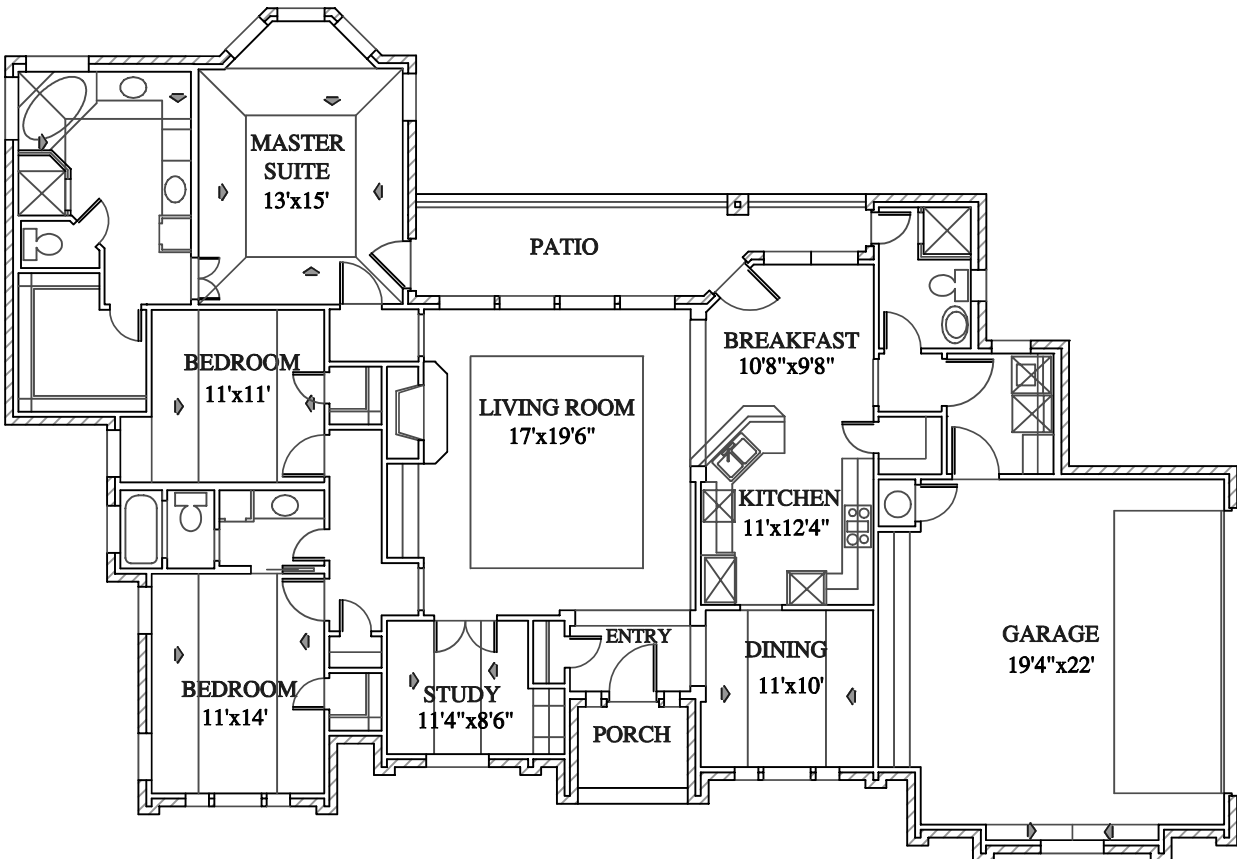 MASTER
SUITE
13'x15'
PATIO
BREAKFAST
10'8"x9'8"
BEDROOM
11'x11'
LIVING ROOM
17'x19'6"
KITCHEN
11'x12'4"
ENTRY
DINING
11'x10'
GARAGE
19'4"x22'
BEDROOM
11'x14'
STUDY
11'4"x8'6"
PORCH